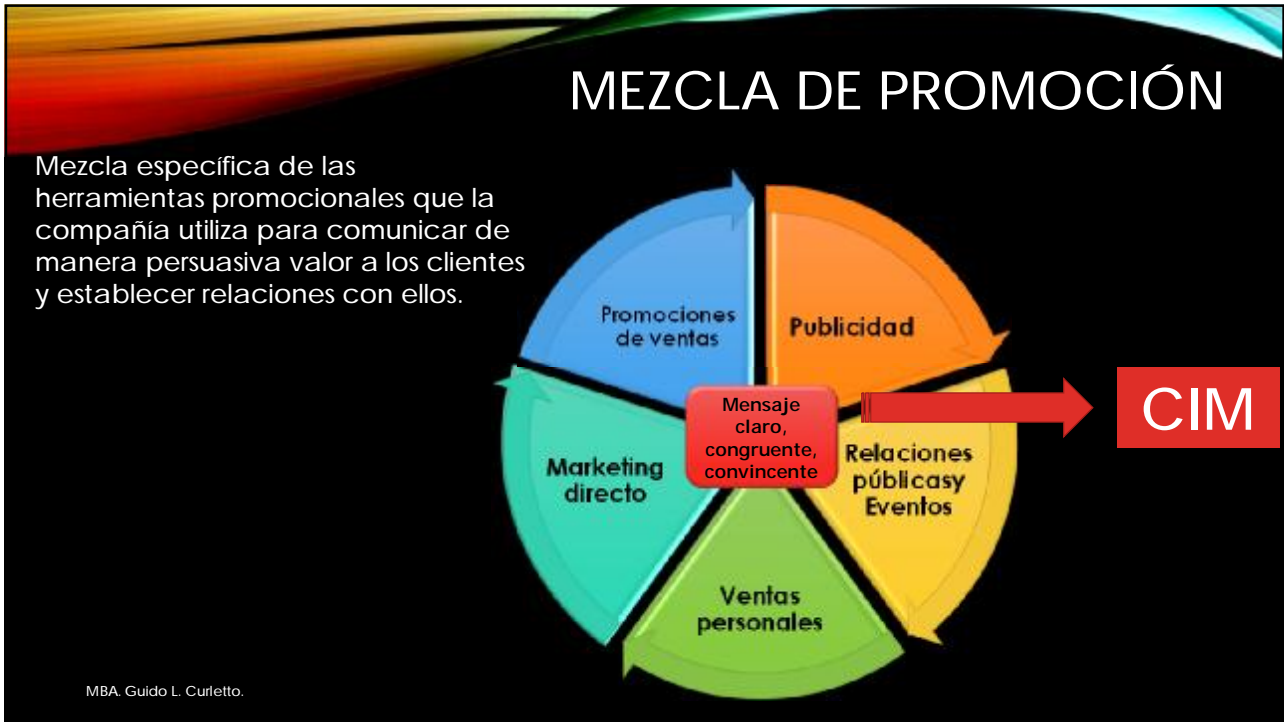 MEZCLA DE PROMOCIÓN
Mezcla específica de las
herramientas promocionales que la
compañía utiliza para comunicar de
manera persuasiva valor a los clientes
y establecer relaciones con ellos.
Promociones
de ventas
Publicidad
Mensaje
claro,
congruente,
convincente
CIM
Marketing
directo
Relaciones
públicasy
Eventos
Ventas
personales
MBA. Guido L. Curletto.